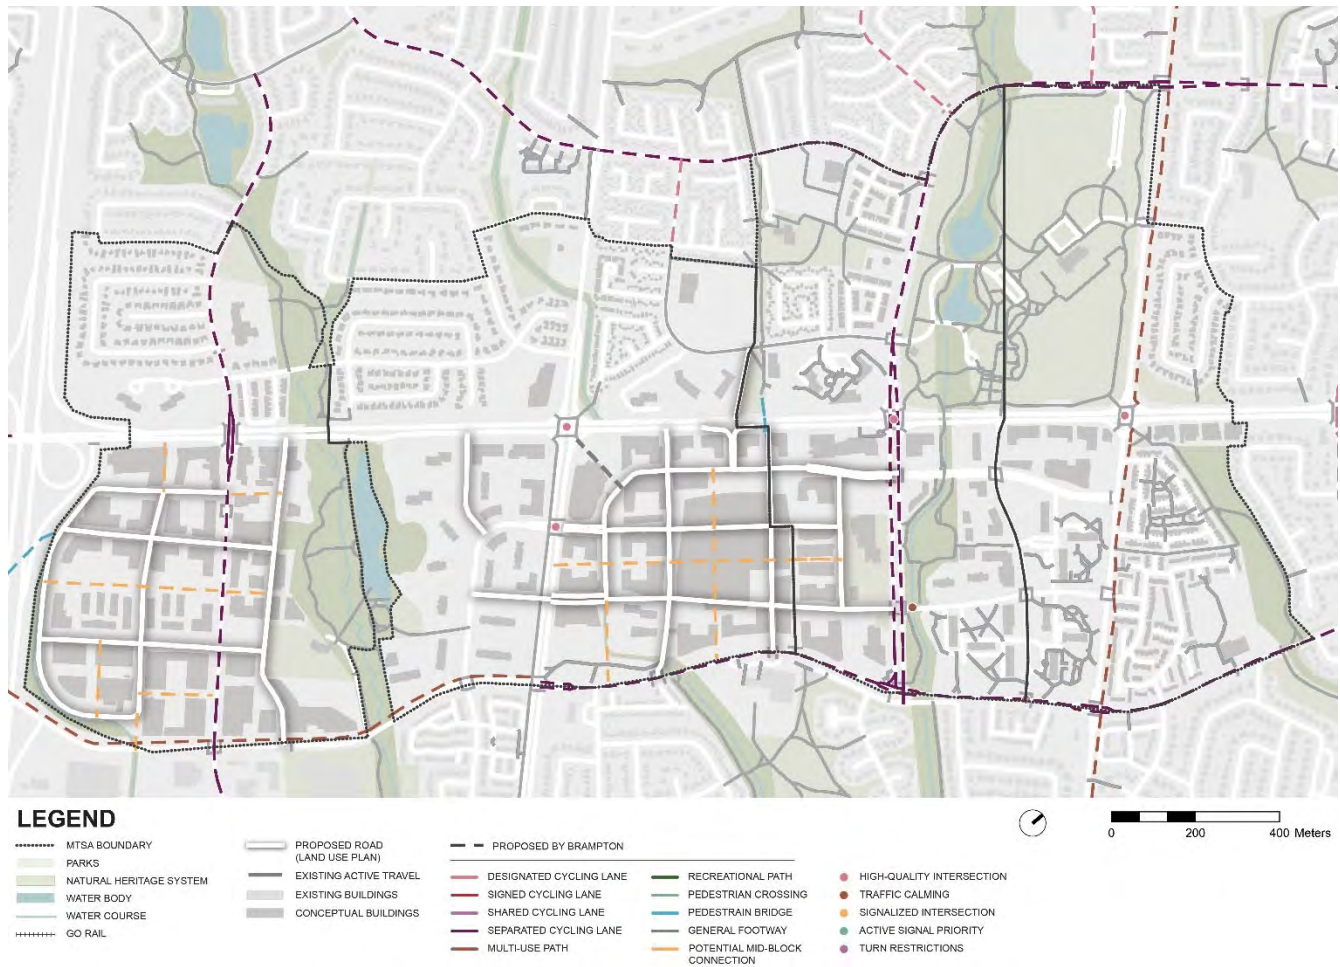 LEGEND
MTSA BOUNDARY
PARKS
NATURAL HERITAGE SYSTEM
WATER BODY
WATER COURSE
GO RAIL
PROPOSED ROAD
(LAND USE PLAN)
EXISTING ACTIVE TRAVEL
EXISTING BUILDINGS
CONCEPTUAL BUILDINGS
PROPOSED BY BRAMPTON
DESIGNATED CYCLING LANE
SIGNED CYCLING LANE
SHARED CYCLING LANE
SEPARATED CYCLING LANE
MULTI-USE PATH
RECREATIONAL PATH
PEDESTRIAN CROSSING
PEDESTRAIN BRIDGE
GENERAL FOOTWAY
POTENTIAL MID-BLOCK
CONNECTION
HIGH-QUALITY INTERSECTION
TRAFFIC CALMING
SIGNALIZED INTERSECTION
ACTIVE SIGNAL PRIORITY
TURN RESTRICTIONS
0 200 400 Meters